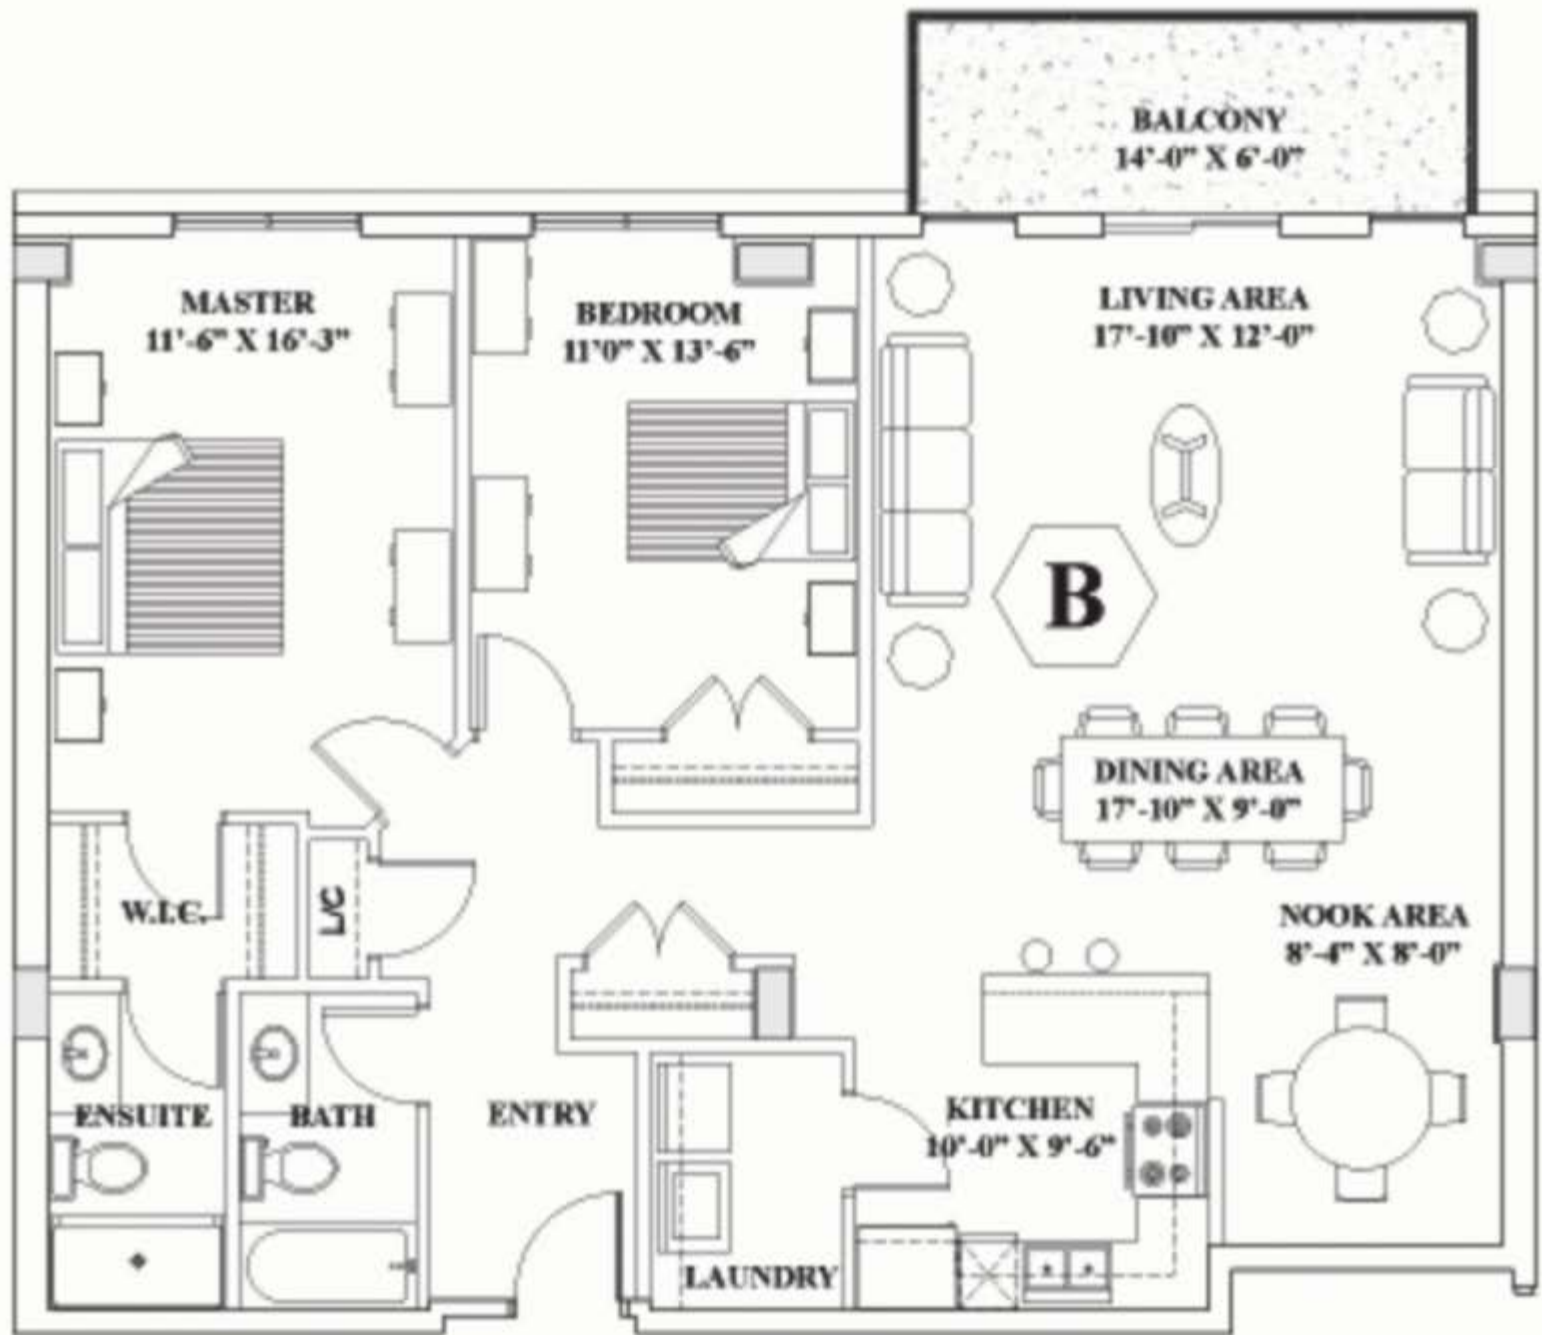 BALCONY
14'-0" X 6'-0"
MASTER
11'-6" X 16'-3"
BEDROOM
11'0" X 13'-6"
LIVING AREA
17'-10" X 12'-0"
B
DINING AREA
17'-10" X 9'-0"
W.I.C.
L/C
NOOK AREA
8'-4" X 8'-0"
ENSUITE
BATH
ENTRY
KITCHEN
10'-0" X 9'-6"
LAUNDRY